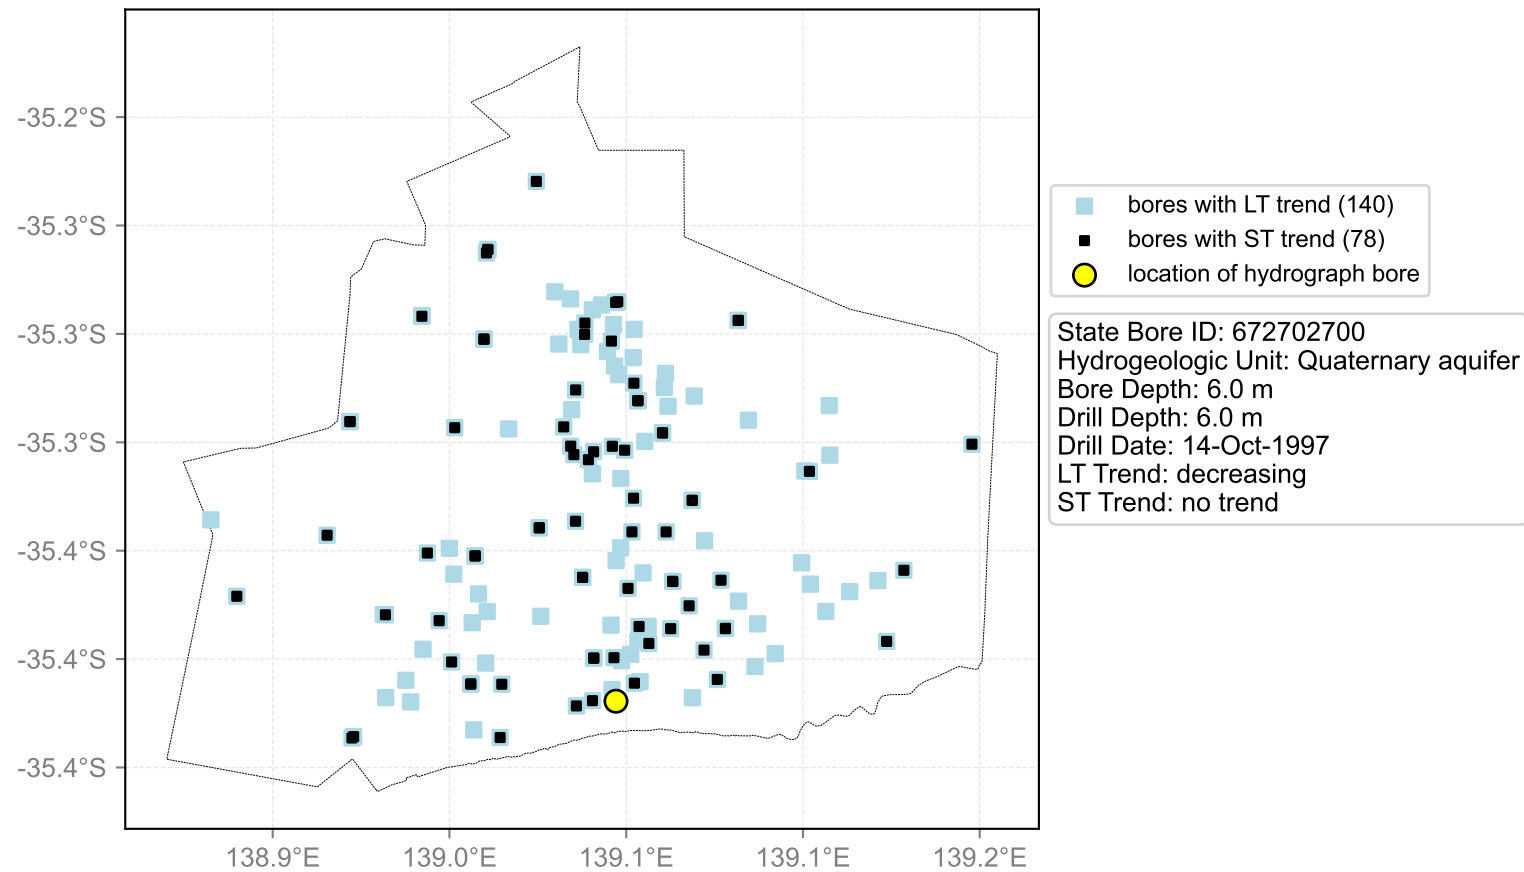 -35.2°S
-35.3°S
-35.3°S
-35.3°S
-35.4°S
-35.4°S
-35.4°S
138.9°E
139.0°E
139.1°E
139.1°E
139.2°E
bores with LT trend (140)
bores with ST trend (78)
location of hydrograph bore
State Bore ID: 672702700
Hydrogeologic Unit: Quaternary aquifer
Bore Depth: 6.0 m
Drill Depth: 6.0 m
Drill Date: 14-Oct-1997
LT Trend: decreasing
ST Trend: no trend